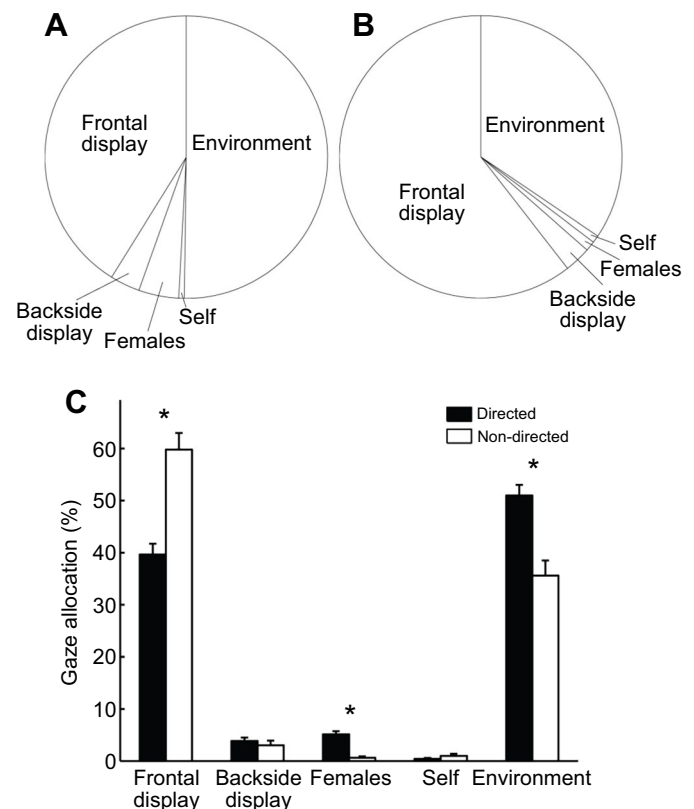 A
Frontal
display
Environment
Backside
display
Females
Self
B
Environment
Frontal
display
Self
Females
Backside
display
C
*
*
*
Directed
Non-directed
Gaze allocation (%)
60
50
40
30
20
10
0
Frontal
display
Backside
display
Females
Self
Environment